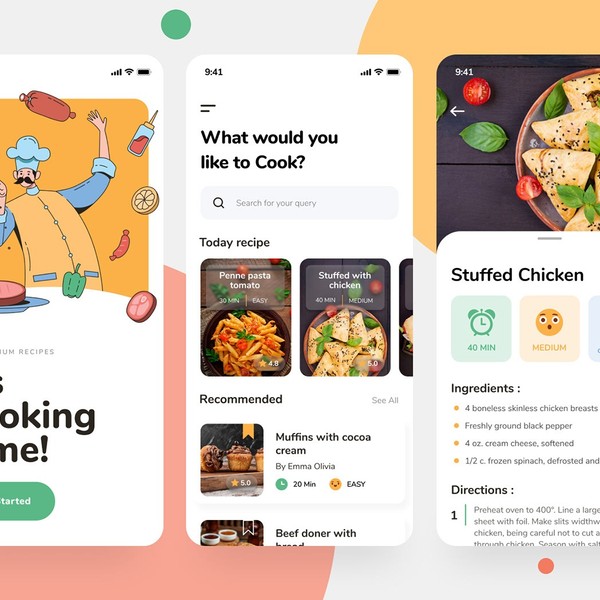 IUM RECIPES
s
oking
me!
Started
9:41
What would you
like to Cook?
Search for your query
Today recipe
Penne pasta
tomato
30 MIN
EASY
4.8
Stuffed with
chicken
40 MIN
MEDIUM
5.0
Recommended
See All
5.0
Muffins with cocoa
cream
By Emma Olivia
20 Min
EASY
Beef doner with
bread
9:41
Stuffed Chicken
40 MIN
MEDIUM
Ingredients :
4 boneless skinless chicken breasts
Freshly ground black pepper
4 oz. cream cheese, softened
1/2 c. frozen spinach, defrosted and
Directions :
1
Preheat oven to 400°. Line a large
sheet with foil. Make slits widthw
chicken, being careful not to cut a
through chicken. Season with salt